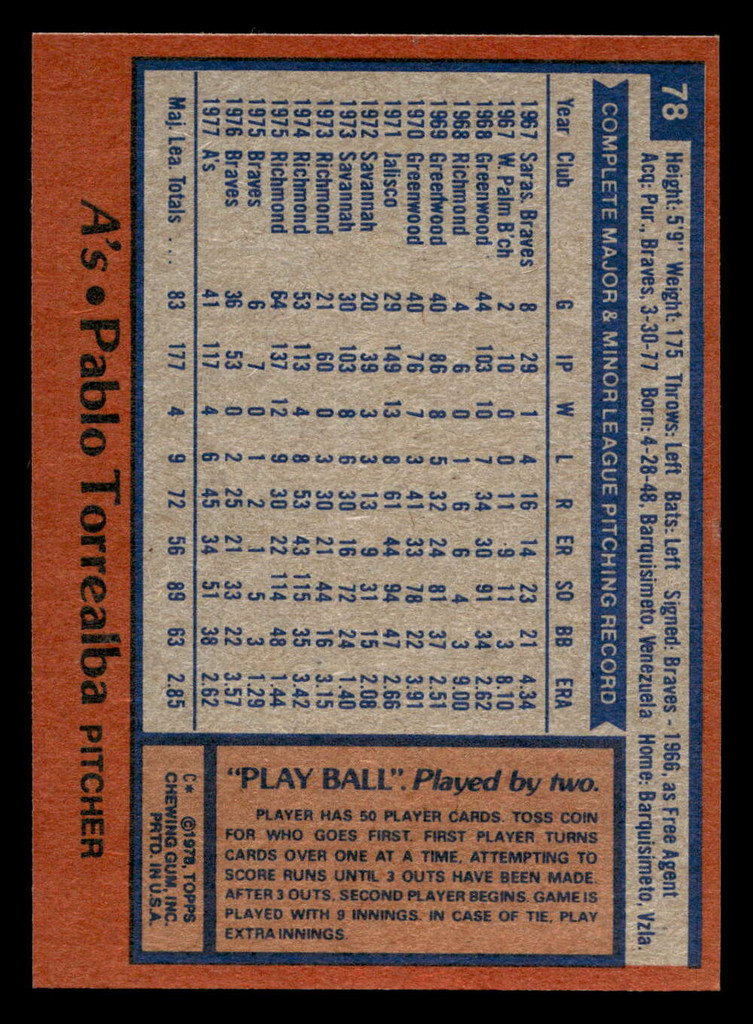 78
Height: 5'9" Weight: 175 Throws: Left Bats: Left Signed: Braves - 1966, as Free Agent
Acq: Pur., Braves, 3-30-77 Born: 4-28-48, Barquisimeto, Venezuela Home: Barquisimeto, Vzla.
COMPLETE MAJOR & MINOR LEAGUE PITCHING RECORD
Year Club G IP W L R ER SO BB ERA
1967 Saras. Braves 8 29 1 4 16 14 23 21 4.34
1967 W. Palm B'ch 2 10 0 0 11 9 11 3 8.10
1968 Greenwood 44 103 10 7 34 30 91 34 2.62
1968 Richmond 4 6 0 1 6 6 4 3 9.00
1969 Greenwood 40 86 8 5 32 24 81 37 2.51
1970 Greenwood 40 76 7 3 41 33 78 22 3.91
1971 Jalisco 29 149 13 8 61 44 94 47 2.66
1972 Savannah 20 39 3 3 13 9 31 15 2.08
1973 Savannah 30 103 8 6 30 16 72 24 1.40
1973 Richmond 21 60 0 3 30 21 44 16 3.15
1974 Richmond 53 113 4 8 53 43 115 35 3.42
1975 Richmond 64 137 12 9 30 22 114 48 1.44
1975 Braves 6 7 0 1 2 1 5 3 1.29
1976 Braves 36 53 0 2 25 21 33 22 3.57
1977 A's 41 117 4 6 45 34 51 38 2.62
Maj. Lea. Totals ... 83 177 4 9 72 56 89 63 2.85
A's • Pablo Torrealba PITCHER
"PLAY BALL". Played by two.
PLAYER HAS 50 PLAYER CARDS. TOSS COIN
FOR WHO GOES FIRST. FIRST PLAYER TURNS
CARDS OVER ONE AT A TIME, ATTEMPTING TO
SCORE RUNS UNTIL 3 OUTS HAVE BEEN MADE.
AFTER 3 OUTS, SECOND PLAYER BEGINS. GAME IS
PLAYED WITH 9 INNINGS. IN CASE OF TIE, PLAY
EXTRA INNINGS.
C* ©1978, TOPPS
CHEWING GUM, INC.
PRTD. IN U.S.A.